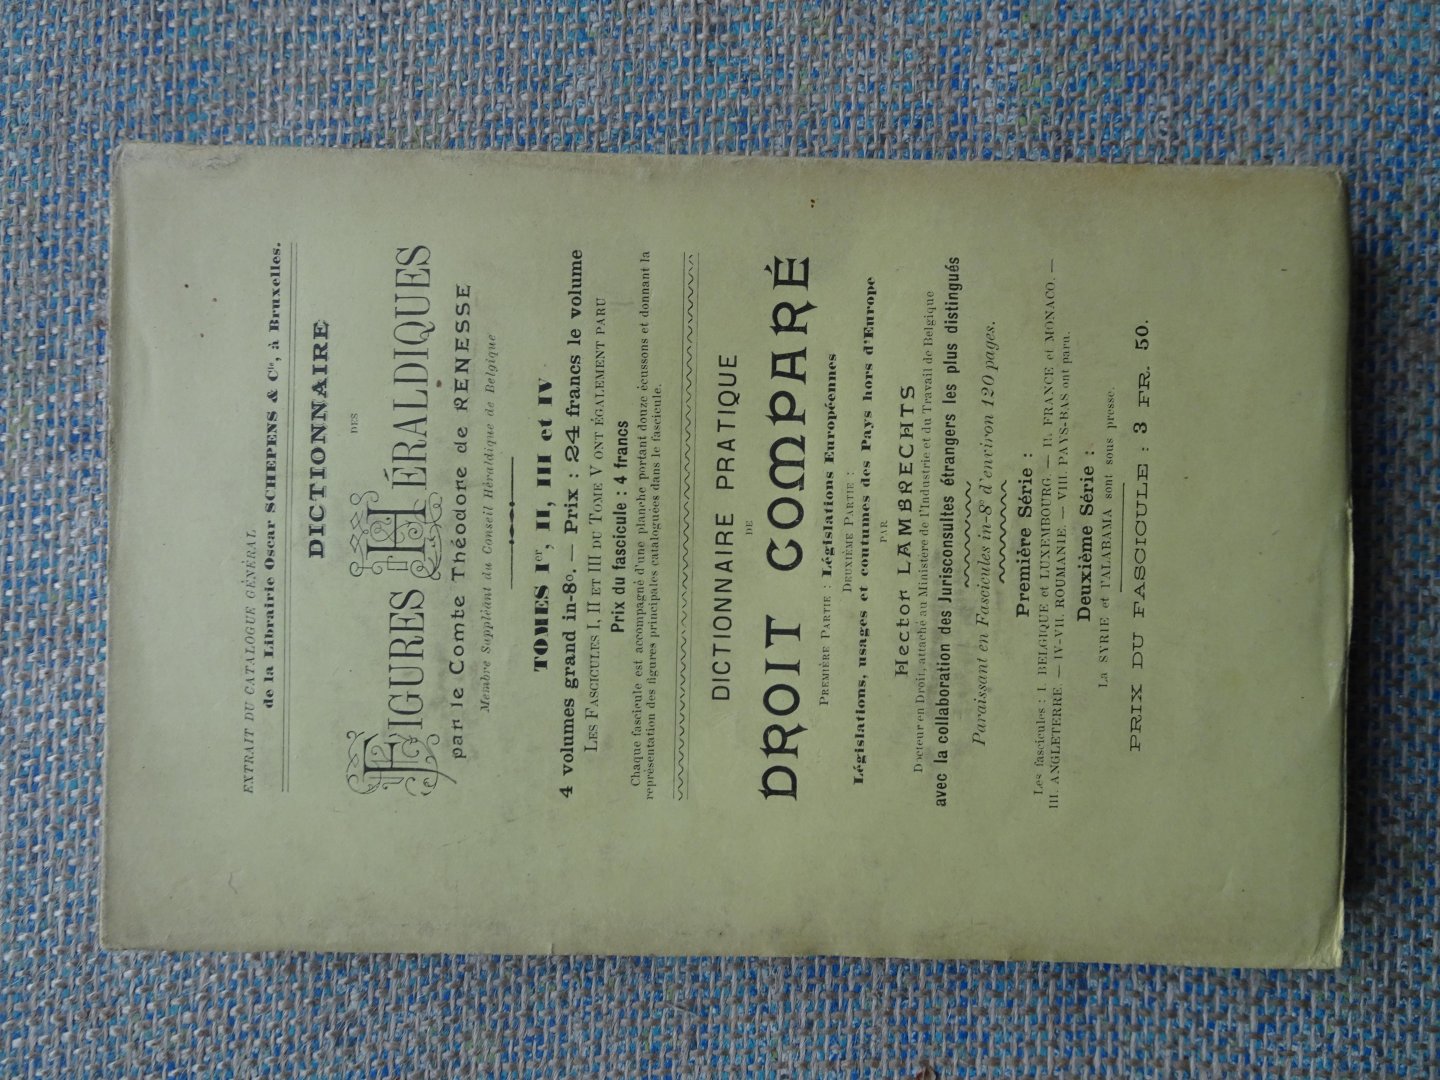 EXTRAIT DU CATALOGUE GÉNÉRAL
de la Librairie Oscar SCHEPENS & Cie, à Bruxelles.
DICTIONNAIRE
DES
FIGURES HÉRALDIQUES
par le Comte Théodore de RENESSE
Membre Suppléant du Conseil Héraldique de Belgique
TOMES Ier, II, III et IV
4 volumes grand in-8o. — Prix : 24 francs le volume
LES FASCICULES I, II ET III DU TOME V ONT ÉGALEMENT PARU
Prix du fascicule : 4 francs
Chaque fascicule est accompagné d'une planche portant douze écussons et donnant la
représentation des figures principales cataloguées dans le fascicule.
DICTIONNAIRE PRATIQUE
DE
DROIT COMPARÉ
PREMIÈRE PARTIE : Législations Européennes
DEUXIÈME PARTIE :
Législations, usages et coutumes des Pays hors d'Europe
PAR
Hector LAMBRECHTS
Docteur en Droit, attaché au Ministère de l'Industrie et du Travail de Belgique
avec la collaboration des Jurisconsultes étrangers les plus distingués
Paraissant en Fascicules in-8o d'environ 120 pages.
Première Série :
Les fascicules : I. BELGIQUE et LUXEMBOURG. — II. FRANCE et MONACO. —
III. ANGLETERRE. — IV-VII. ROUMANIE. — VIII. PAYS-BAS ont paru.
Deuxième Série :
La SYRIE et l'ALABAMA sont sous presse.
PRIX DU FASCICULE : 3 FR. 50.